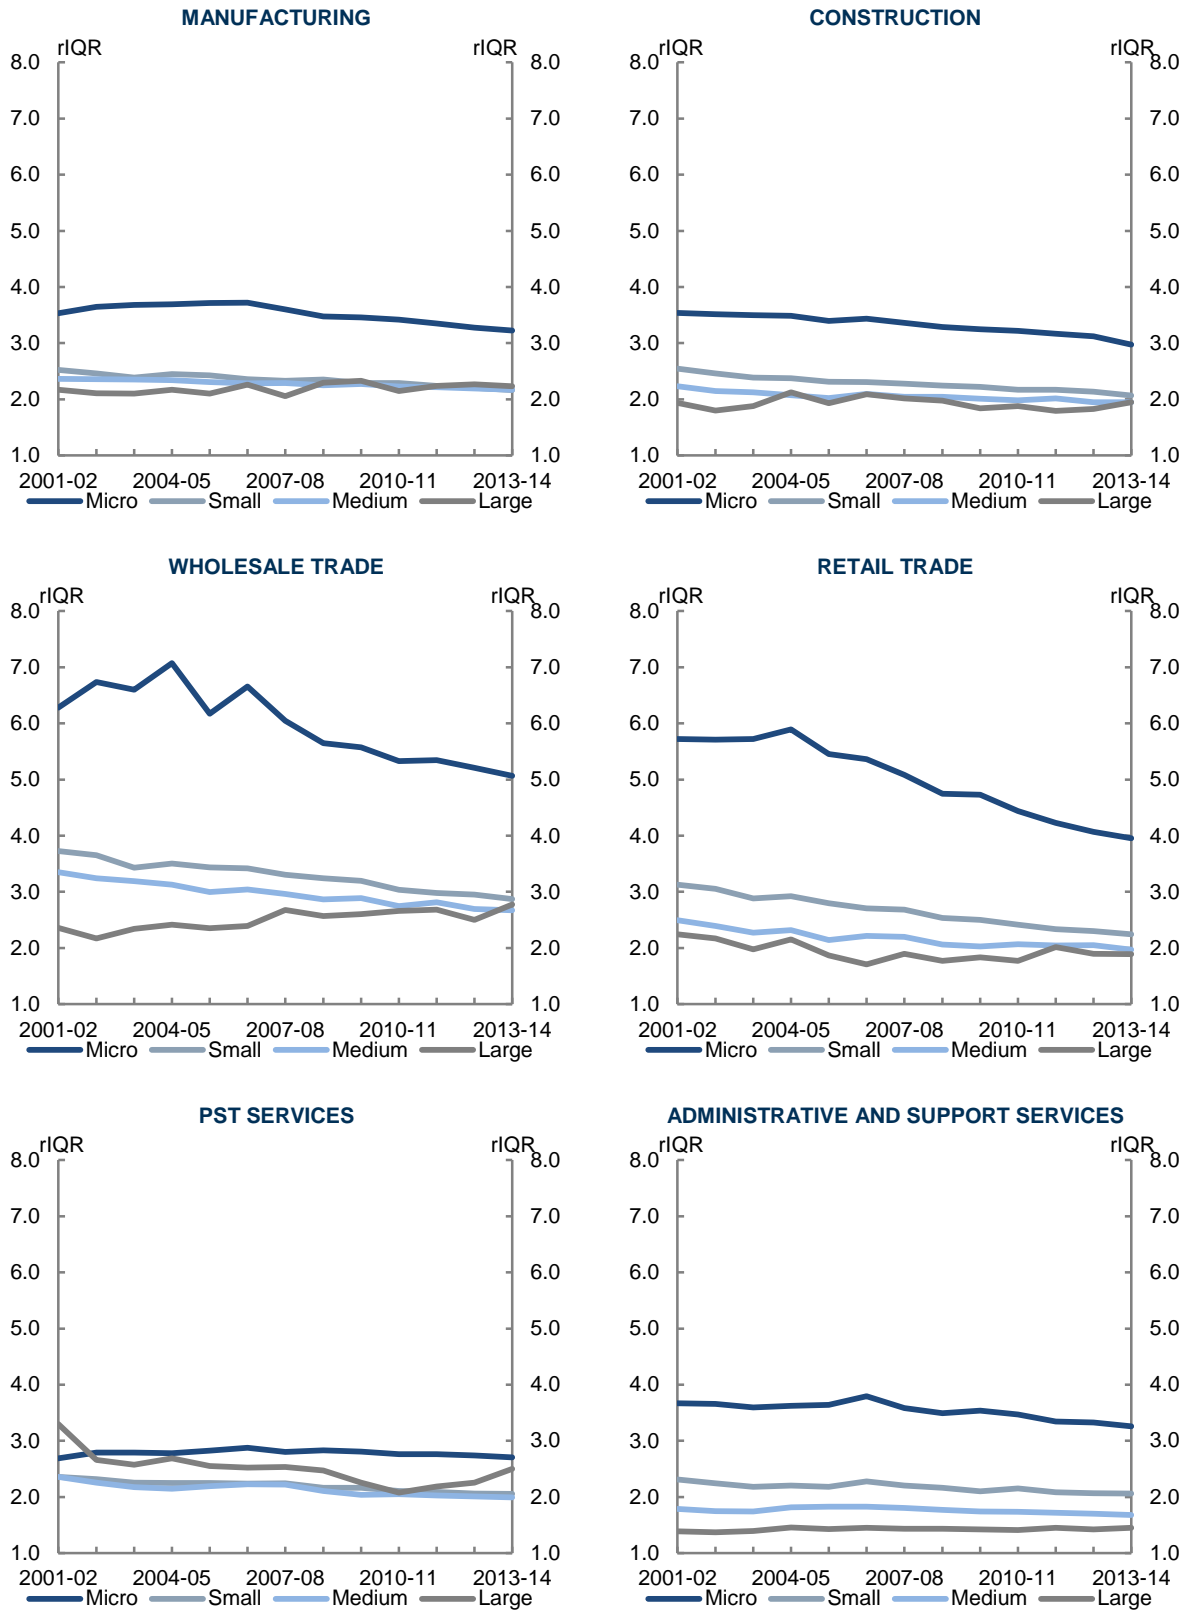 MANUFACTURING
rIQR rIQR
8.0 8.0
7.0 7.0
6.0 6.0
5.0 5.0
4.0 4.0
3.0 3.0
2.0 2.0
1.0 1.0
2001-02 2004-05 2007-08 2010-11 2013-14
Micro Small Medium Large
CONSTRUCTION
rIQR rIQR
8.0 8.0
7.0 7.0
6.0 6.0
5.0 5.0
4.0 4.0
3.0 3.0
2.0 2.0
1.0 1.0
2001-02 2004-05 2007-08 2010-11 2013-14
Micro Small Medium Large
WHOLESALE TRADE
rIQR rIQR
8.0 8.0
7.0 7.0
6.0 6.0
5.0 5.0
4.0 4.0
3.0 3.0
2.0 2.0
1.0 1.0
2001-02 2004-05 2007-08 2010-11 2013-14
Micro Small Medium Large
RETAIL TRADE
rIQR rIQR
8.0 8.0
7.0 7.0
6.0 6.0
5.0 5.0
4.0 4.0
3.0 3.0
2.0 2.0
1.0 1.0
2001-02 2004-05 2007-08 2010-11 2013-14
Micro Small Medium Large
PST SERVICES
rIQR rIQR
8.0 8.0
7.0 7.0
6.0 6.0
5.0 5.0
4.0 4.0
3.0 3.0
2.0 2.0
1.0 1.0
2001-02 2004-05 2007-08 2010-11 2013-14
Micro Small Medium Large
ADMINISTRATIVE AND SUPPORT SERVICES
rIQR rIQR
8.0 8.0
7.0 7.0
6.0 6.0
5.0 5.0
4.0 4.0
3.0 3.0
2.0 2.0
1.0 1.0
2001-02 2004-05 2007-08 2010-11 2013-14
Micro Small Medium Large